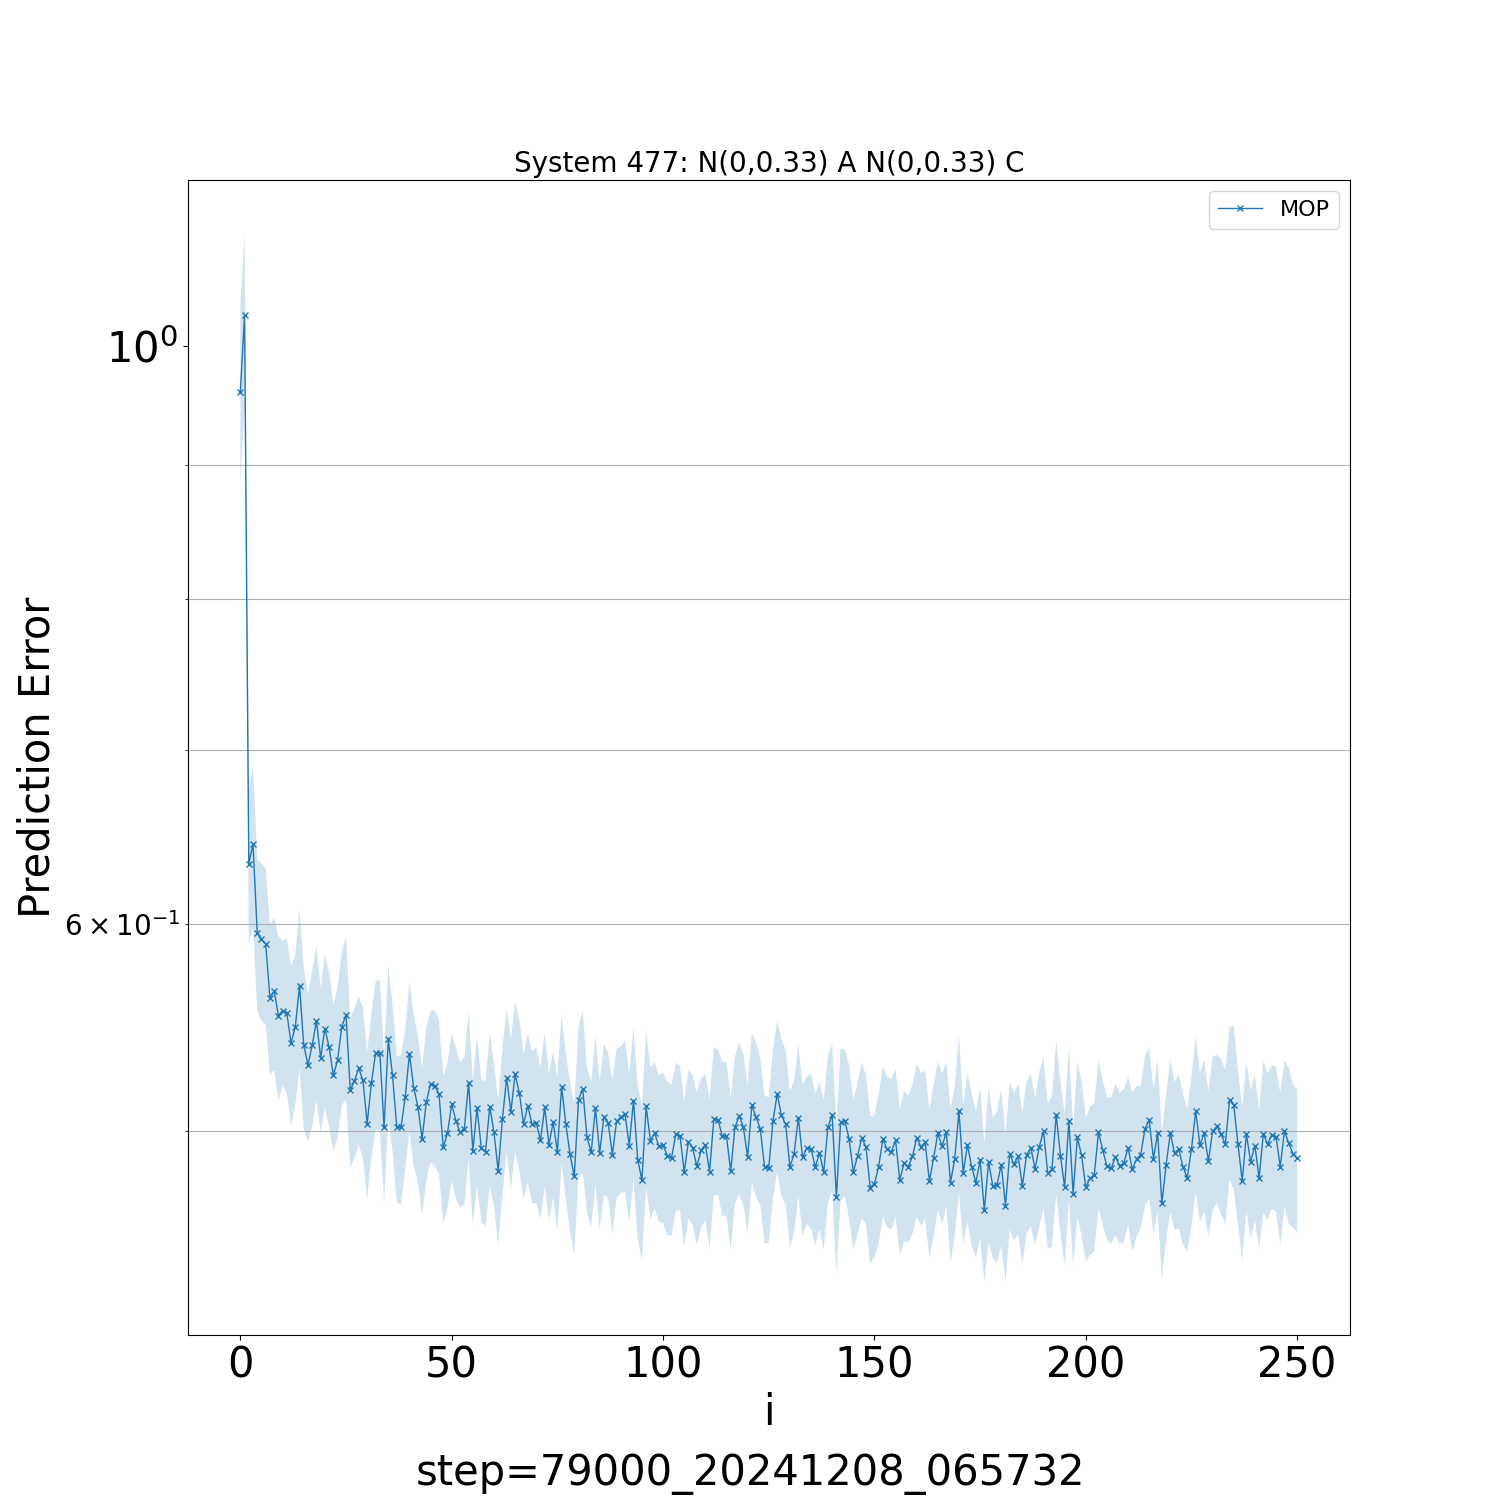 System 477: N(0,0.33) A N(0,0.33) C
MOP
10⁰
6 × 10⁻¹
Prediction Error
0 50 100 150 200 250
i
step=79000_20241208_065732